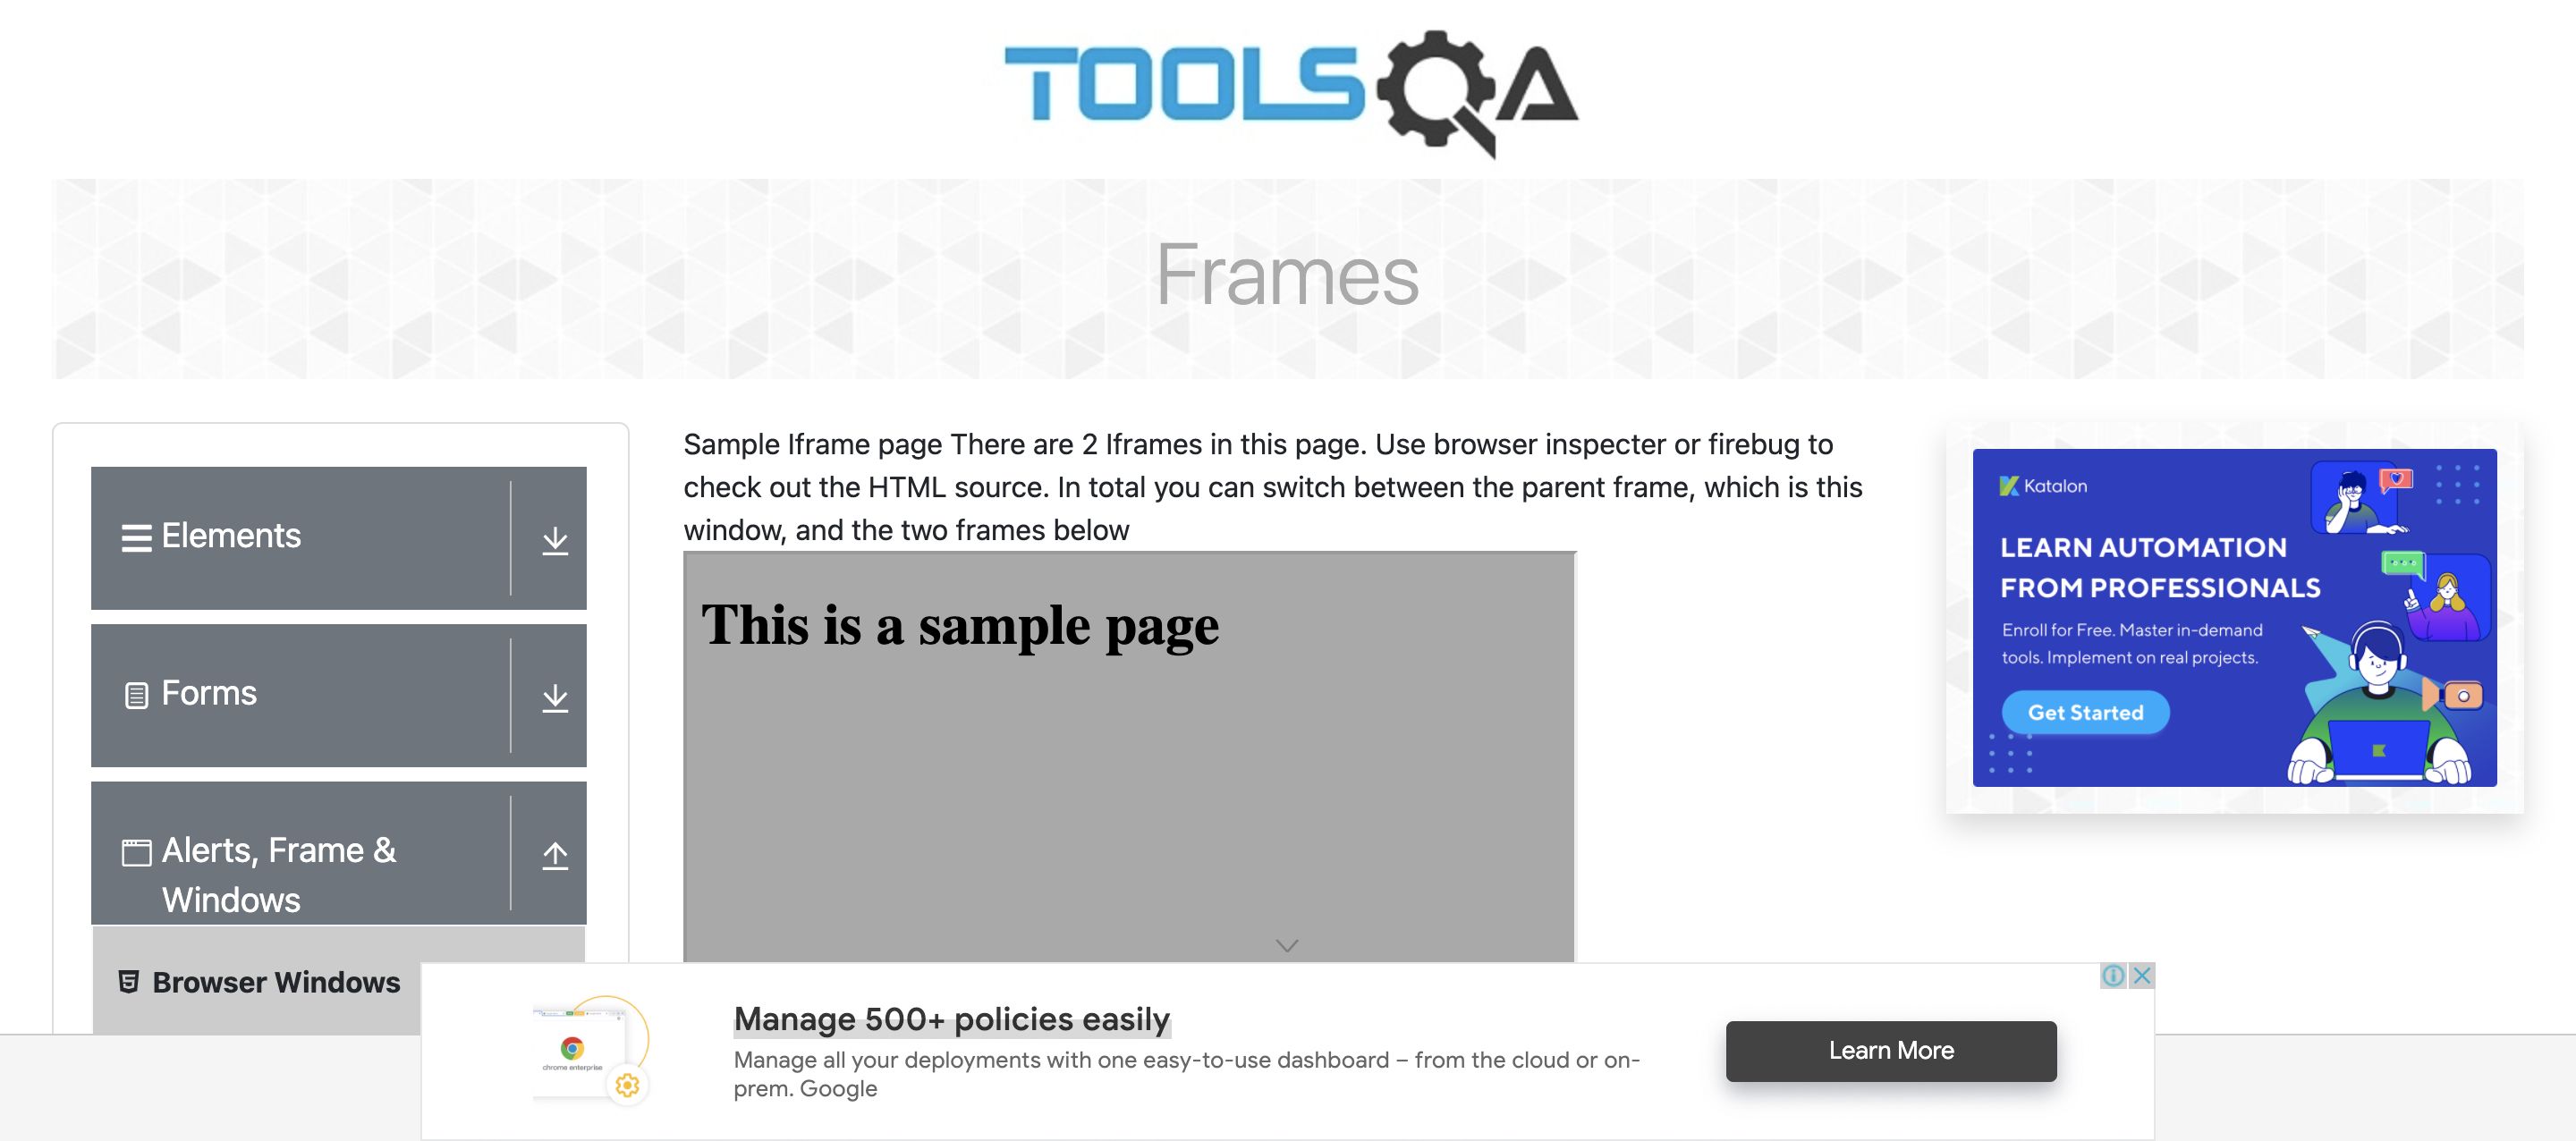 TOOLSQA
Frames
Elements
Forms
Alerts, Frame &
Windows
Browser Windows
Sample Iframe page There are 2 Iframes in this page. Use browser inspecter or firebug to
check out the HTML source. In total you can switch between the parent frame, which is this
window, and the two frames below
This is a sample page
Katalon
LEARN AUTOMATION
FROM PROFESSIONALS
Enroll for Free. Master in-demand
tools. Implement on real projects.
Get Started
chrome enterprise
Manage 500+ policies easily
Manage all your deployments with one easy-to-use dashboard – from the cloud or on-
prem. Google
Learn More